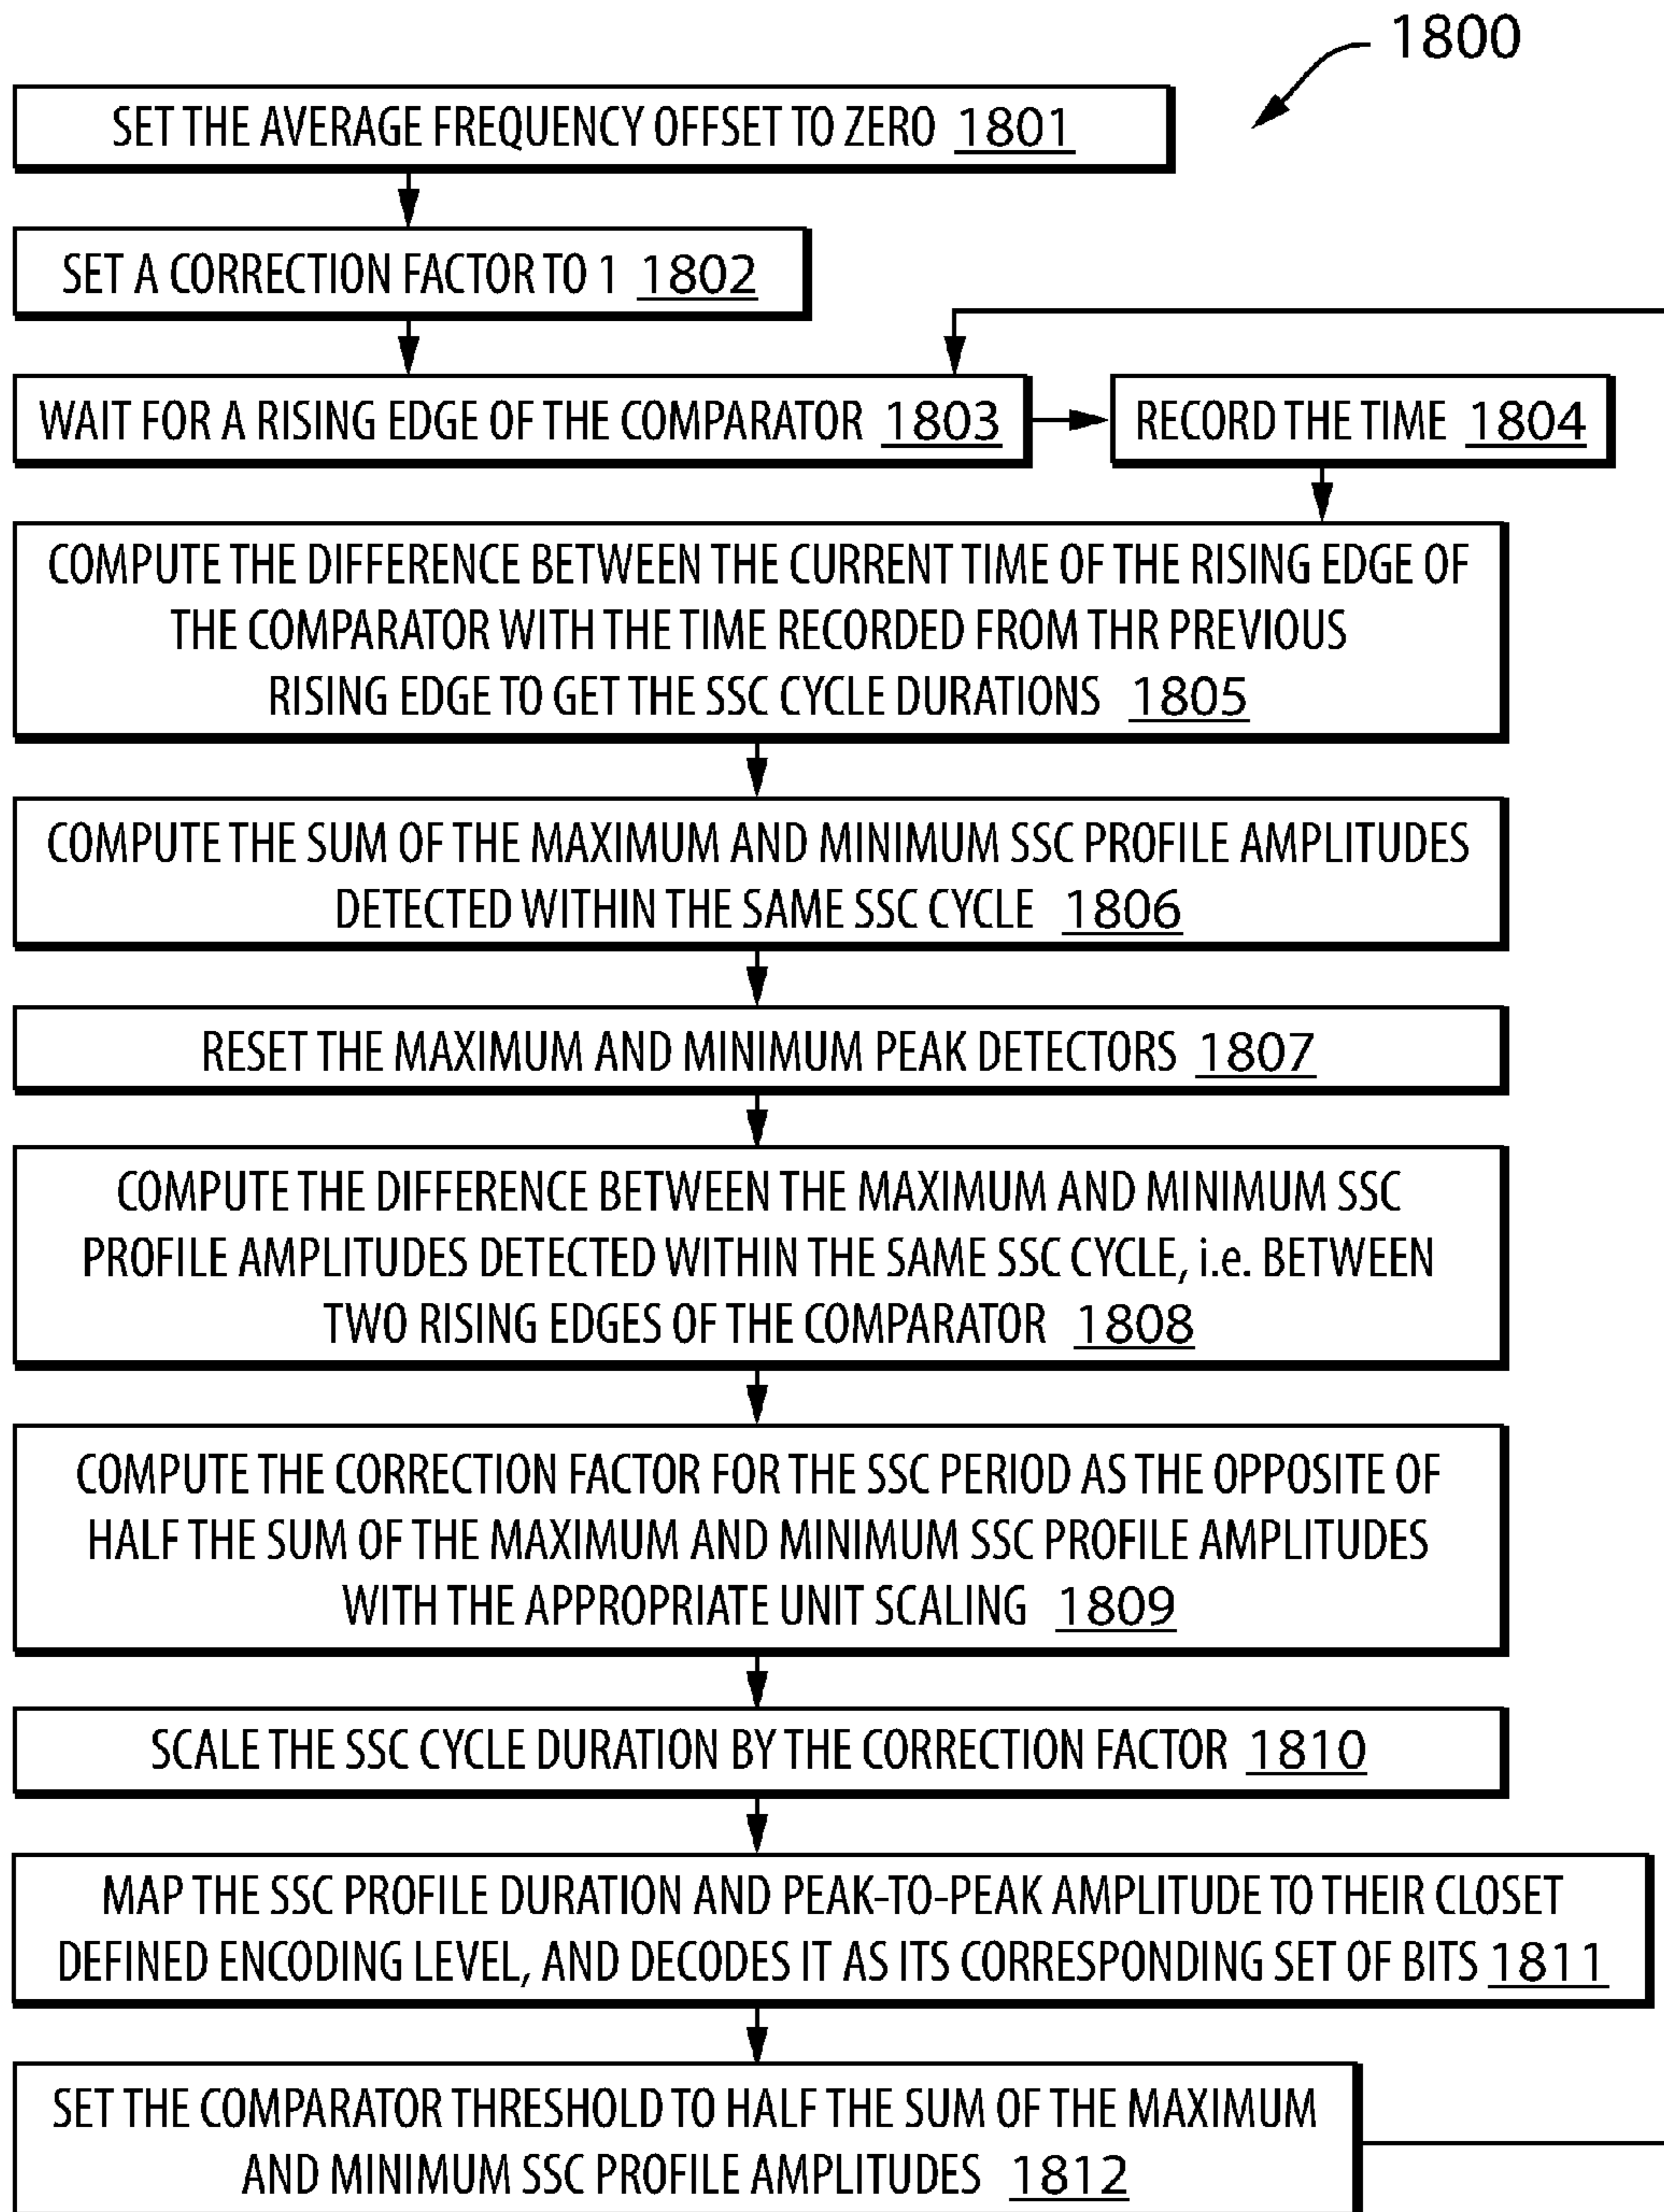 1800
SET THE AVERAGE FREQUENCY OFFSET TO ZERO 1801
SET A CORRECTION FACTOR TO 1 1802
WAIT FOR A RISING EDGE OF THE COMPARATOR 1803
RECORD THE TIME 1804
COMPUTE THE DIFFERENCE BETWEEN THE CURRENT TIME OF THE RISING EDGE OF
THE COMPARATOR WITH THE TIME RECORDED FROM THR PREVIOUS
RISING EDGE TO GET THE SSC CYCLE DURATIONS 1805
COMPUTE THE SUM OF THE MAXIMUM AND MINIMUM SSC PROFILE AMPLITUDES
DETECTED WITHIN THE SAME SSC CYCLE 1806
RESET THE MAXIMUM AND MINIMUM PEAK DETECTORS 1807
COMPUTE THE DIFFERENCE BETWEEN THE MAXIMUM AND MINIMUM SSC
PROFILE AMPLITUDES DETECTED WITHIN THE SAME SSC CYCLE, i.e. BETWEEN
TWO RISING EDGES OF THE COMPARATOR 1808
COMPUTE THE CORRECTION FACTOR FOR THE SSC PERIOD AS THE OPPOSITE OF
HALF THE SUM OF THE MAXIMUM AND MINIMUM SSC PROFILE AMPLITUDES
WITH THE APPROPRIATE UNIT SCALING 1809
SCALE THE SSC CYCLE DURATION BY THE CORRECTION FACTOR 1810
MAP THE SSC PROFILE DURATION AND PEAK-TO-PEAK AMPLITUDE TO THEIR CLOSET
DEFINED ENCODING LEVEL, AND DECODES IT AS ITS CORRESPONDING SET OF BITS 1811
SET THE COMPARATOR THRESHOLD TO HALF THE SUM OF THE MAXIMUM
AND MINIMUM SSC PROFILE AMPLITUDES 1812